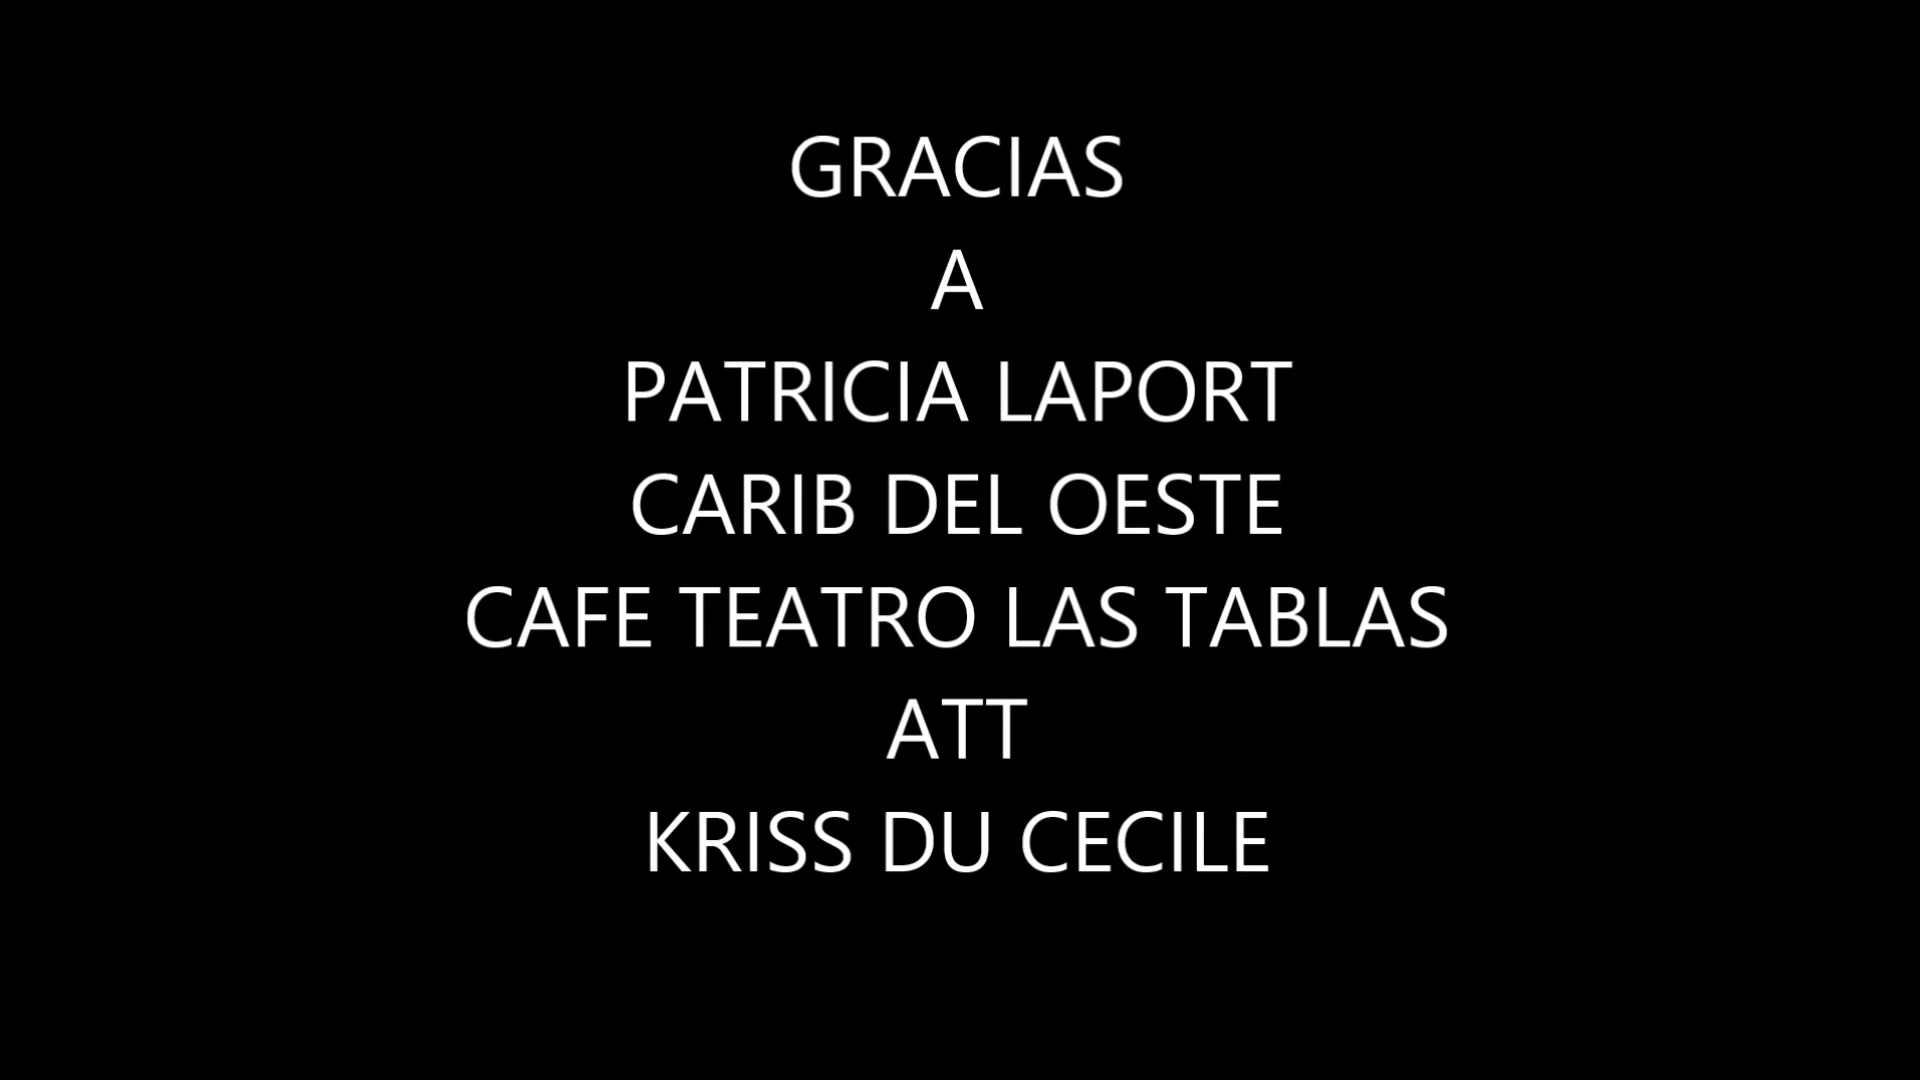 GRACIAS
A
PATRICIA LAPORT
CARIB DEL OESTE
CAFE TEATRO LAS TABLAS
ATT
KRISS DU CECILE